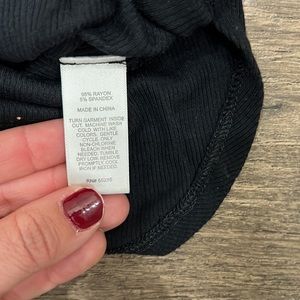 95% RAYON
5% SPANDEX
MADE IN CHINA
TURN GARMENT INSIDE
OUT. MACHINE WASH
COLD WITH LIKE
COLORS. GENTLE
CYCLE. ONLY
NON-CHLORINE
BLEACH WHEN
NEEDED. TUMBLE
DRY LOW. REMOVE
PROMPTLY. COOL
IRON IF NEEDED.
RN#